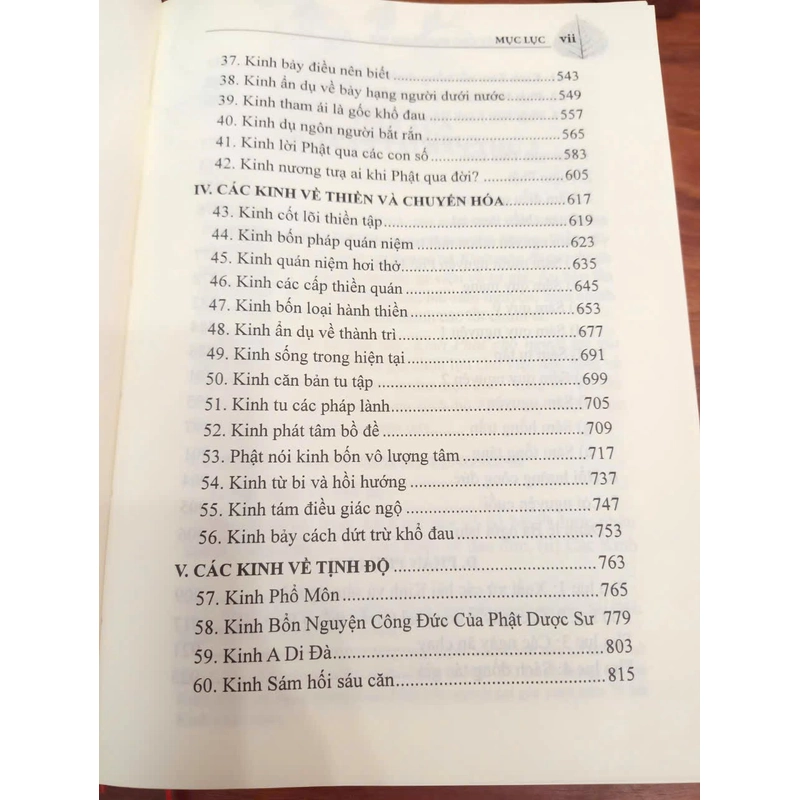 MỤC LỤC vii
37. Kinh bảy điều nên biết 543
38. Kinh ẩn dụ về bảy hạng người dưới nước 549
39. Kinh tham ái là gốc khổ đau 557
40. Kinh dụ ngôn người bắt rắn 565
41. Kinh lời Phật qua các con số 583
42. Kinh nương tựa ai khi Phật qua đời? 605
IV. CÁC KINH VỀ THIỀN VÀ CHUYỂN HÓA 617
43. Kinh cốt lõi thiền tập 619
44. Kinh bốn pháp quán niệm 623
45. Kinh quán niệm hơi thở 635
46. Kinh các cấp thiền quán 645
47. Kinh bốn loại hành thiền 653
48. Kinh ẩn dụ về thành trì 677
49. Kinh sống trong hiện tại 691
50. Kinh căn bản tu tập 699
51. Kinh tu các pháp lành 705
52. Kinh phát tâm bồ đề 709
53. Phật nói kinh bốn vô lượng tâm 717
54. Kinh từ bi và hồi hướng 737
55. Kinh tám điều giác ngộ 747
56. Kinh bảy cách dứt trừ khổ đau 753
V. CÁC KINH VỀ TỊNH ĐỘ 763
57. Kinh Phổ Môn 765
58. Kinh Bổn Nguyện Công Đức Của Phật Dược Sư 779
59. Kinh A Di Đà 803
60. Kinh Sám hối sáu căn 815